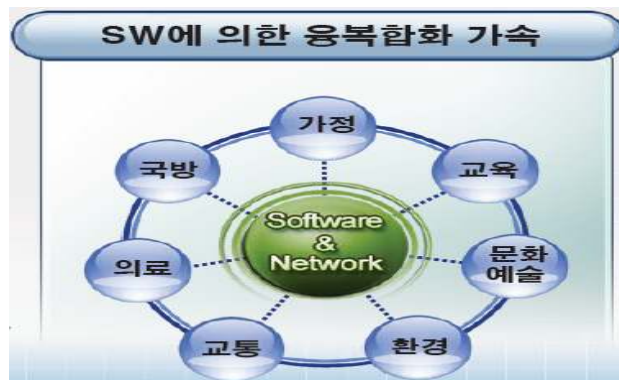 SW에 의한 융복합화 가속
가정
국방
교육
Software
&
Network
의료
문화
예술
교통
환경